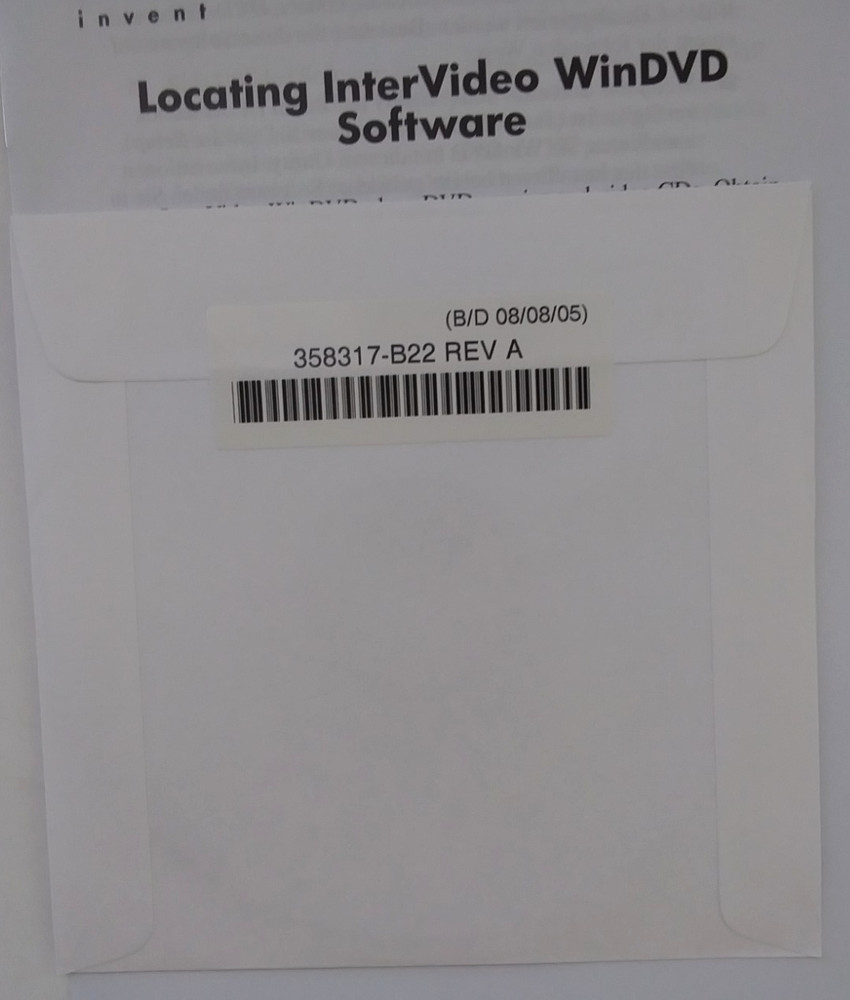 invent
Locating InterVideo WinDVD
Software
(B/D 08/08/05)
358317-B22 REV A